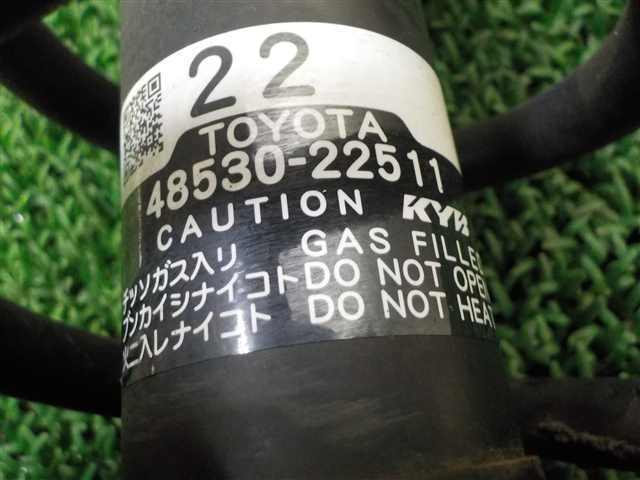 22
TOYOTA
48530-22511
CAUTION KYB
チッソガス入リ GAS FILLED
ブンカイシナイコト DO NOT OPEN
火ニ入レナイコト DO NOT HEAT